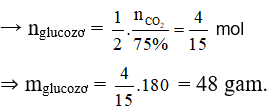 → n_glucozơ = 1/2 . n_CO₂/75% = 4/15 mol
⇒ m_glucozơ = 4/15 .180 = 48 gam.